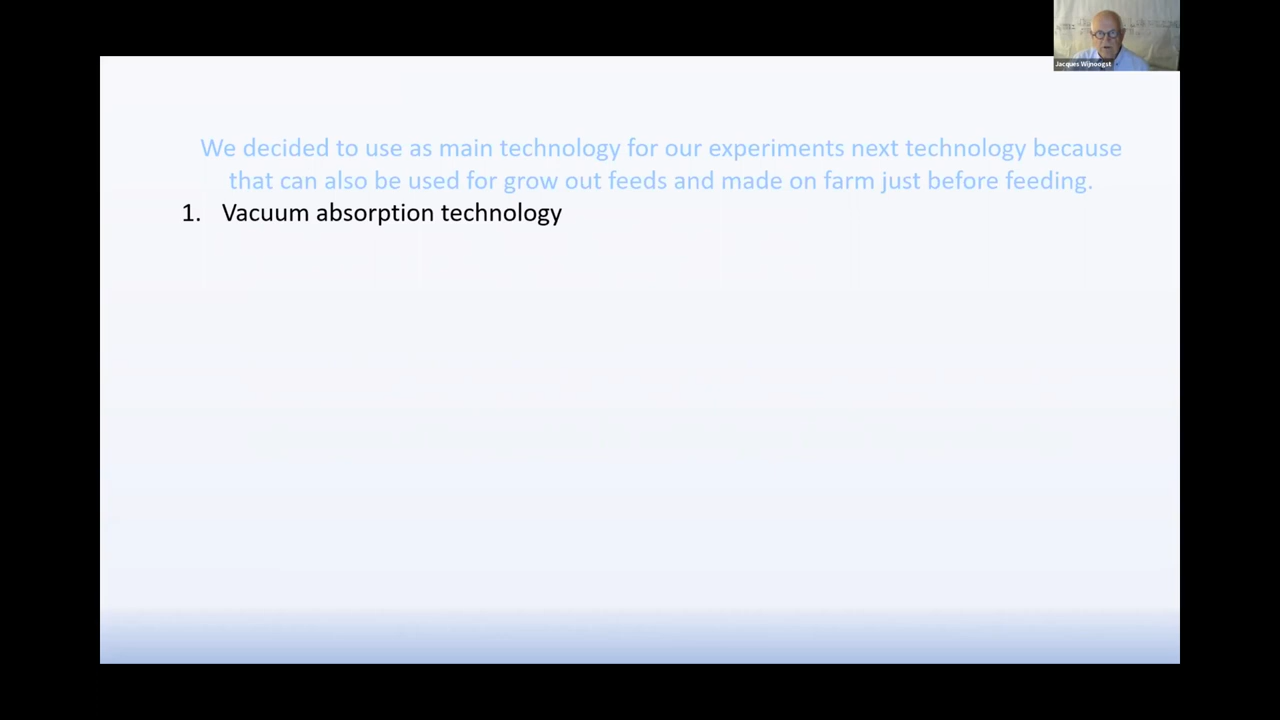 Jacques Wijnoogst
We decided to use as main technology for our experiments next technology because
that can also be used for grow out feeds and made on farm just before feeding.
1. Vacuum absorption technology